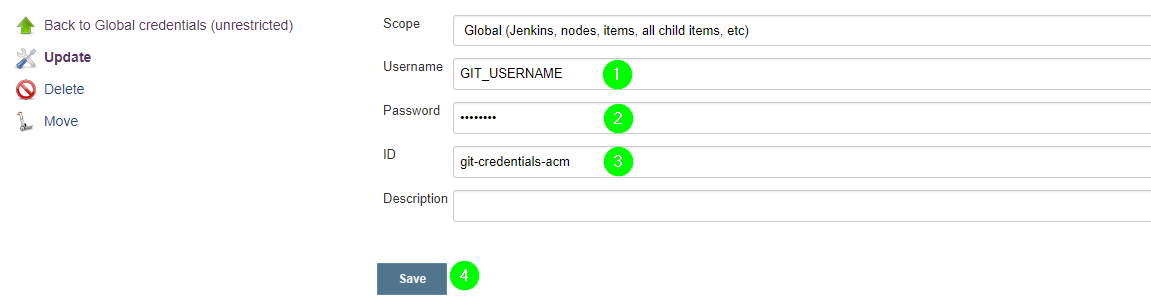 Back to Global credentials (unrestricted)
Update
Delete
Move
Scope
Global (Jenkins, nodes, items, all child items, etc)
Username
GIT_USERNAME
1
Password
••••••••
2
ID
git-credentials-acm
3
Description
Save
4